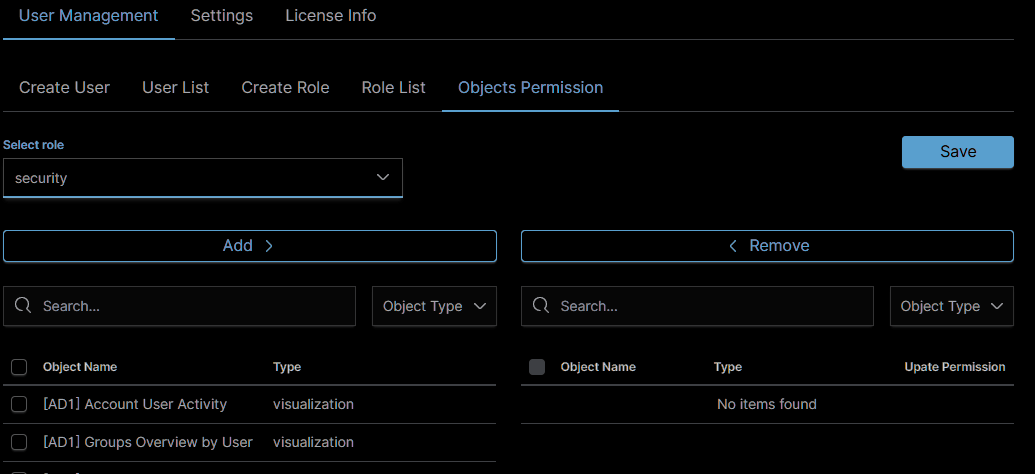 User Management Settings License Info
Create User User List Create Role Role List Objects Permission
Select role
Save
security
Add > < Remove
Search... Object Type Search... Object Type
Object Name Type Object Name Type Upate Permission
[AD1] Account User Activity visualization No items found
[AD1] Groups Overview by User visualization